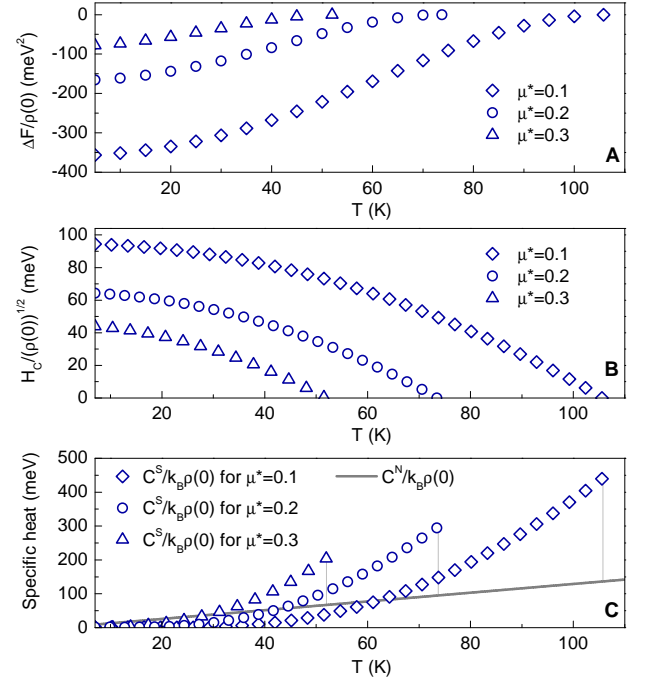 0
-100
-200
-300
-400
ΔF/ρ(0) (meV²)
μ*=0.1
μ*=0.2
μ*=0.3
A
20 40 60 80 100
T (K)
100
80
60
40
20
0
H_C/(ρ(0))^1/2 (meV)
μ*=0.1
μ*=0.2
μ*=0.3
B
20 40 60 80 100
T (K)
500
400
300
200
100
0
Specific heat (meV)
C^S/k_Bρ(0) for μ*=0.1
C^N/k_Bρ(0)
C^S/k_Bρ(0) for μ*=0.2
C^S/k_Bρ(0) for μ*=0.3
C
20 40 60 80 100
T (K)